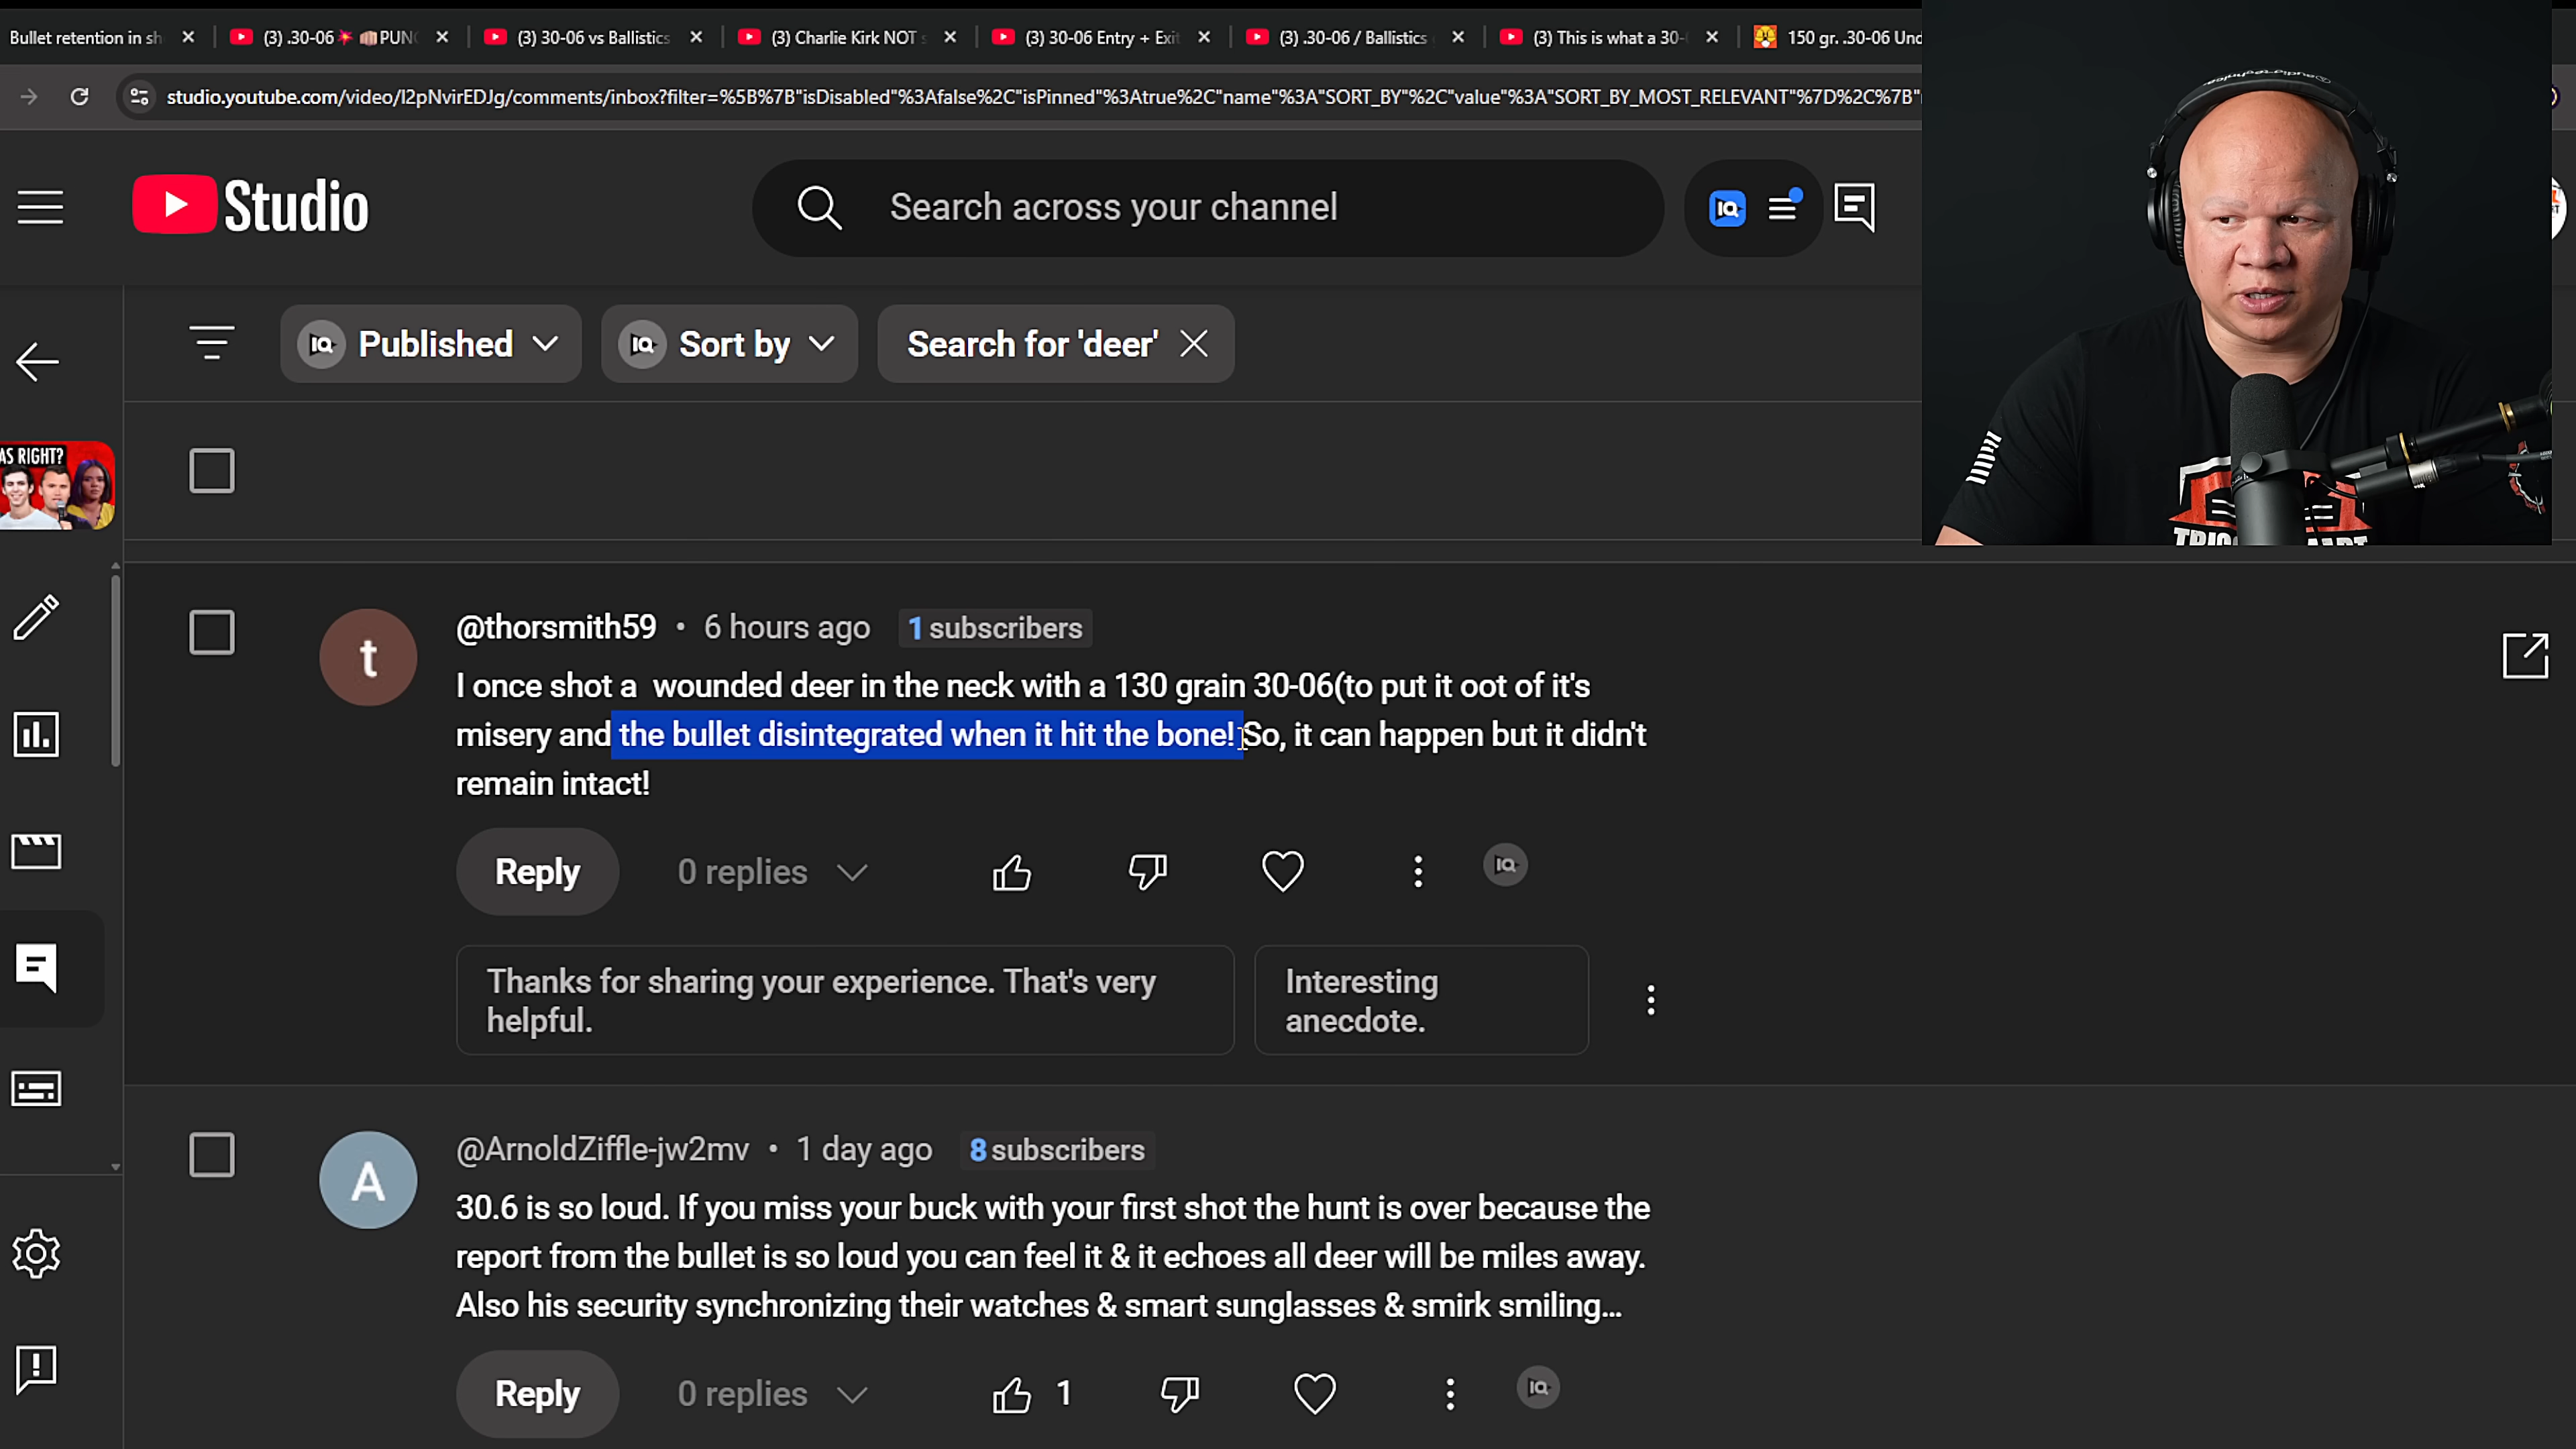 Bullet retention in sh
(3) .30-06💥 👊🏼PUNC
(3) 30-06 vs Ballistics
(3) Charlie Kirk NOT s
(3) 30-06 Entry + Exit
(3) .30-06 / Ballistics
(3) This is what a 30-
150 gr. .30-06 Und
studio.youtube.com/video/I2pNvirEDJg/comments/inbox?filter=%5B%7B"isDisabled"%3Afalse%2C"isPinned"%3Atrue%2C"name"%3A"SORT_BY"%2C"value"%3A"SORT_BY_MOST_RELEVANT"%7D%2C%7B"
Studio
Search across your channel
IQ
IQ Published
IQ Sort by
Search for 'deer'
AS RIGHT?
t
@thorsmith59 • 6 hours ago 1 subscribers
I once shot a  wounded deer in the neck with a 130 grain 30-06(to put it oot of it's
misery and the bullet disintegrated when it hit the bone! So, it can happen but it didn't
remain intact!
Reply 0 replies IQ
Thanks for sharing your experience. That's very
helpful.
Interesting
anecdote.
A
@ArnoldZiffle-jw2mv • 1 day ago 8 subscribers
30.6 is so loud. If you miss your buck with your first shot the hunt is over because the
report from the bullet is so loud you can feel it & it echoes all deer will be miles away.
Also his security synchronizing their watches & smart sunglasses & smirk smiling...
Reply 0 replies 1 IQ